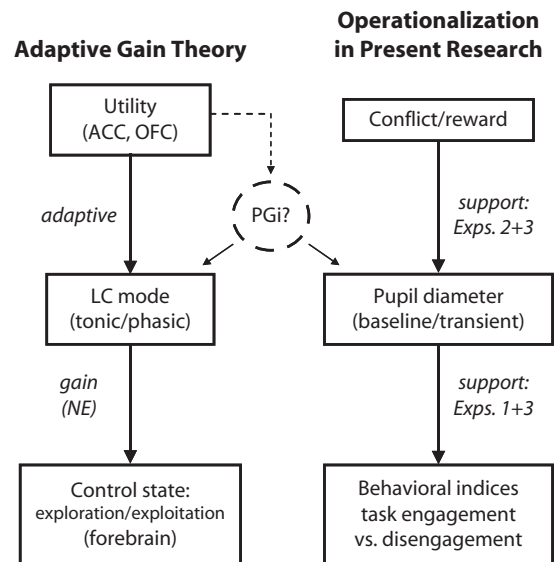 Adaptive Gain Theory
Utility
(ACC, OFC)
adaptive
PGi?
LC mode
(tonic/phasic)
gain
(NE)
Control state:
exploration/exploitation
(forebrain)
Operationalization
in Present Research
Conflict/reward
support:
Exps. 2+3
Pupil diameter
(baseline/transient)
support:
Exps. 1+3
Behavioral indices
task engagement
vs. disengagement